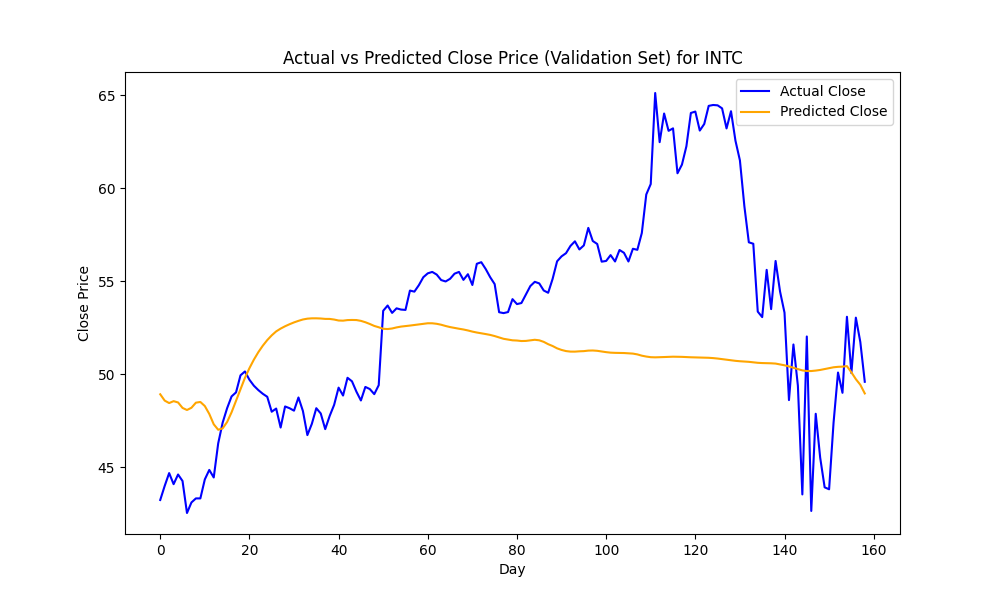 Actual vs Predicted Close Price (Validation Set) for INTC
Actual Close
Predicted Close
Close Price
65
60
55
50
45
0 20 40 60 80 100 120 140 160
Day